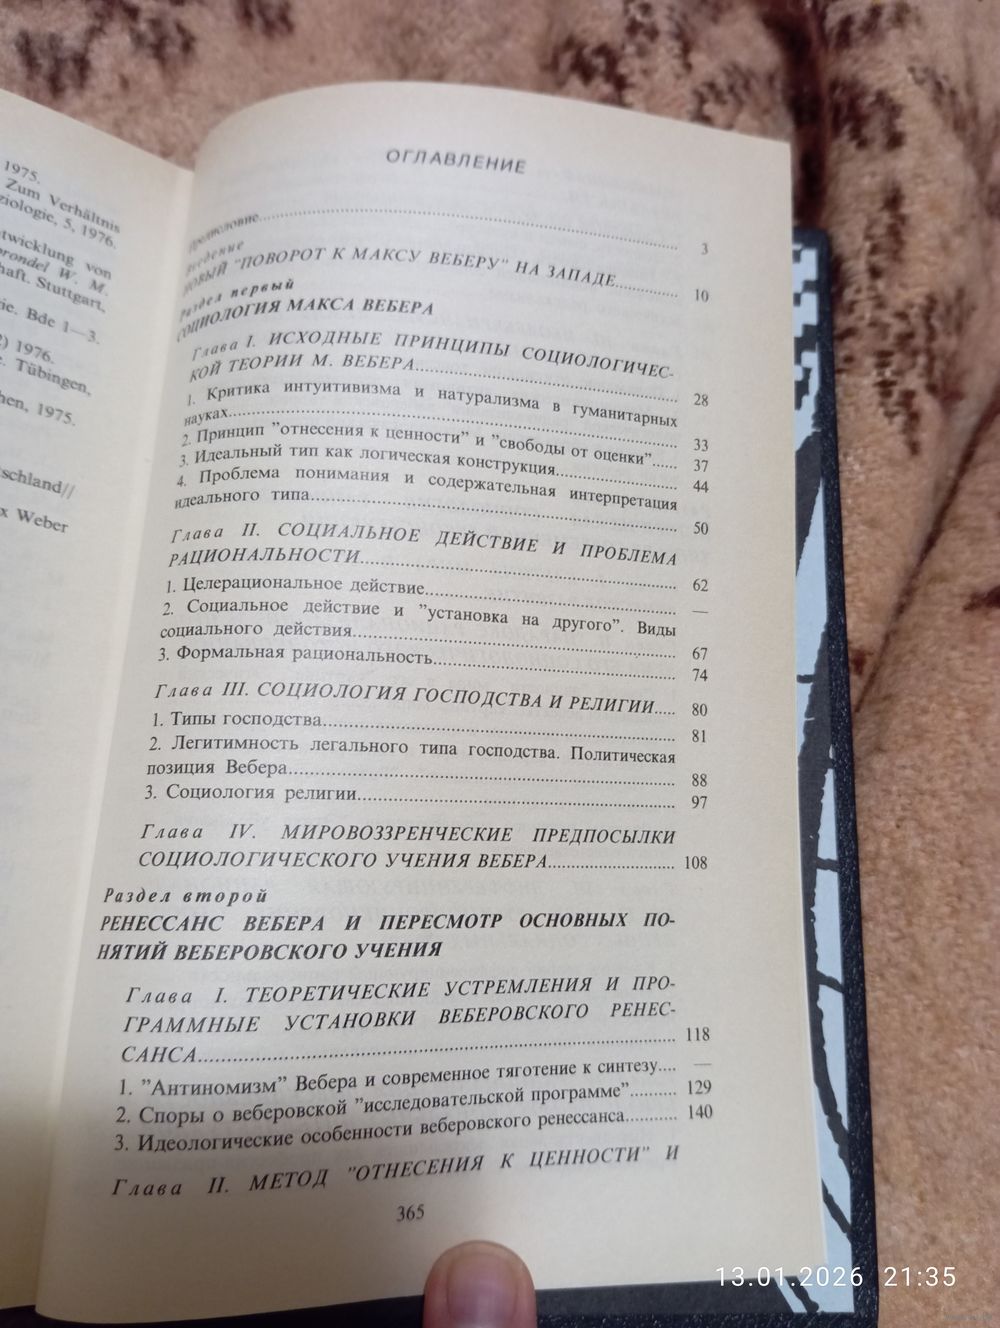 1975.
Zum Verhältnis
ziologie, 5, 1976.
twicklung von
prondel W. M.
haft. Stuttgart,
ie. Bde 1—3.
2) 1976.
e. Tübingen,
hen, 1975.
schland//
x Weber
ОГЛАВЛЕНИЕ
Предисловие........ 3
Введение
НОВЫЙ "ПОВОРОТ К МАКСУ ВЕБЕРУ" НА ЗАПАДЕ........ 10
Раздел первый
СОЦИОЛОГИЯ МАКСА ВЕБЕРА
Глава I. ИСХОДНЫЕ ПРИНЦИПЫ СОЦИОЛОГИЧЕС-
КОЙ ТЕОРИИ М. ВЕБЕРА........ 28
1. Критика интуитивизма и натурализма в гуманитарных
науках........ 33
2. Принцип "отнесения к ценности" и "свободы от оценки"...... 37
3. Идеальный тип как логическая конструкция........ 44
4. Проблема понимания и содержательная интерпретация
идеального типа........ 50
Глава II. СОЦИАЛЬНОЕ ДЕЙСТВИЕ И ПРОБЛЕМА
РАЦИОНАЛЬНОСТИ........ 62
1. Целерациональное действие........ —
2. Социальное действие и "установка на другого". Виды
социального действия........ 67
3. Формальная рациональность........ 74
Глава III. СОЦИОЛОГИЯ ГОСПОДСТВА И РЕЛИГИИ..... 80
1. Типы господства........ 81
2. Легитимность легального типа господства. Политическая
позиция Вебера........ 88
3. Социология религии........ 97
Глава IV. МИРОВОЗЗРЕНЧЕСКИЕ ПРЕДПОСЫЛКИ
СОЦИОЛОГИЧЕСКОГО УЧЕНИЯ ВЕБЕРА........ 108
Раздел второй
РЕНЕССАНС ВЕБЕРА И ПЕРЕСМОТР ОСНОВНЫХ ПО-
НЯТИЙ ВЕБЕРОВСКОГО УЧЕНИЯ
Глава I. ТЕОРЕТИЧЕСКИЕ УСТРЕМЛЕНИЯ И ПРО-
ГРАММНЫЕ УСТАНОВКИ ВЕБЕРОВСКОГО РЕНЕС-
САНСА........ 118
1. "Антиномизм" Вебера и современное тяготение к синтезу.... —
2. Споры о веберовской "исследовательской программе".......... 129
3. Идеологические особенности веберовского ренессанса........ 140
Глава II. МЕТОД "ОТНЕСЕНИЯ К ЦЕННОСТИ" И
365
13.01.2026 21:35